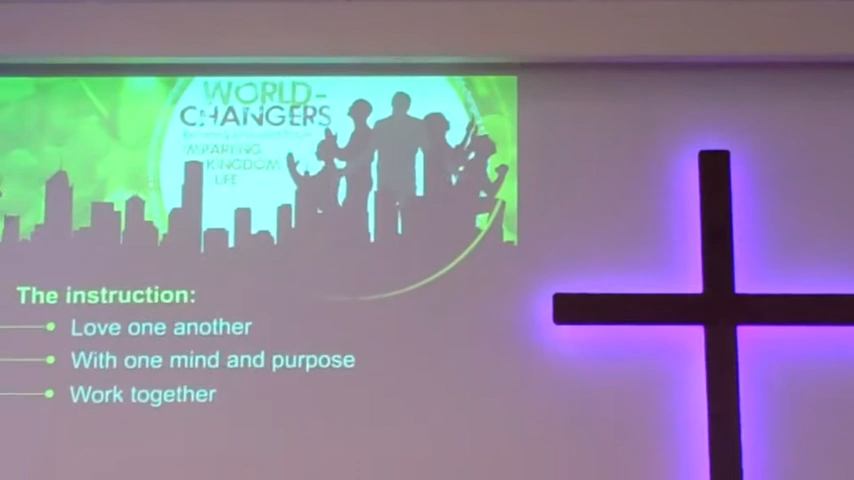 WORLD-
CHANGERS
IMPARTING
KINGDOM
LIFE
The instruction:
Love one another
With one mind and purpose
Work together